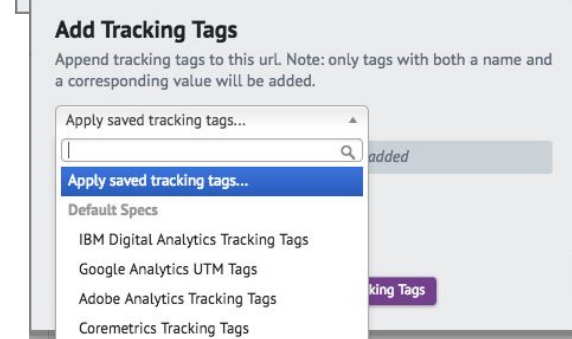 Add Tracking Tags
Append tracking tags to this url. Note: only tags with both a name and
a corresponding value will be added.
Apply saved tracking tags...
added
Apply saved tracking tags...
Default Specs
IBM Digital Analytics Tracking Tags
Google Analytics UTM Tags
king Tags
Adobe Analytics Tracking Tags
Coremetrics Tracking Tags